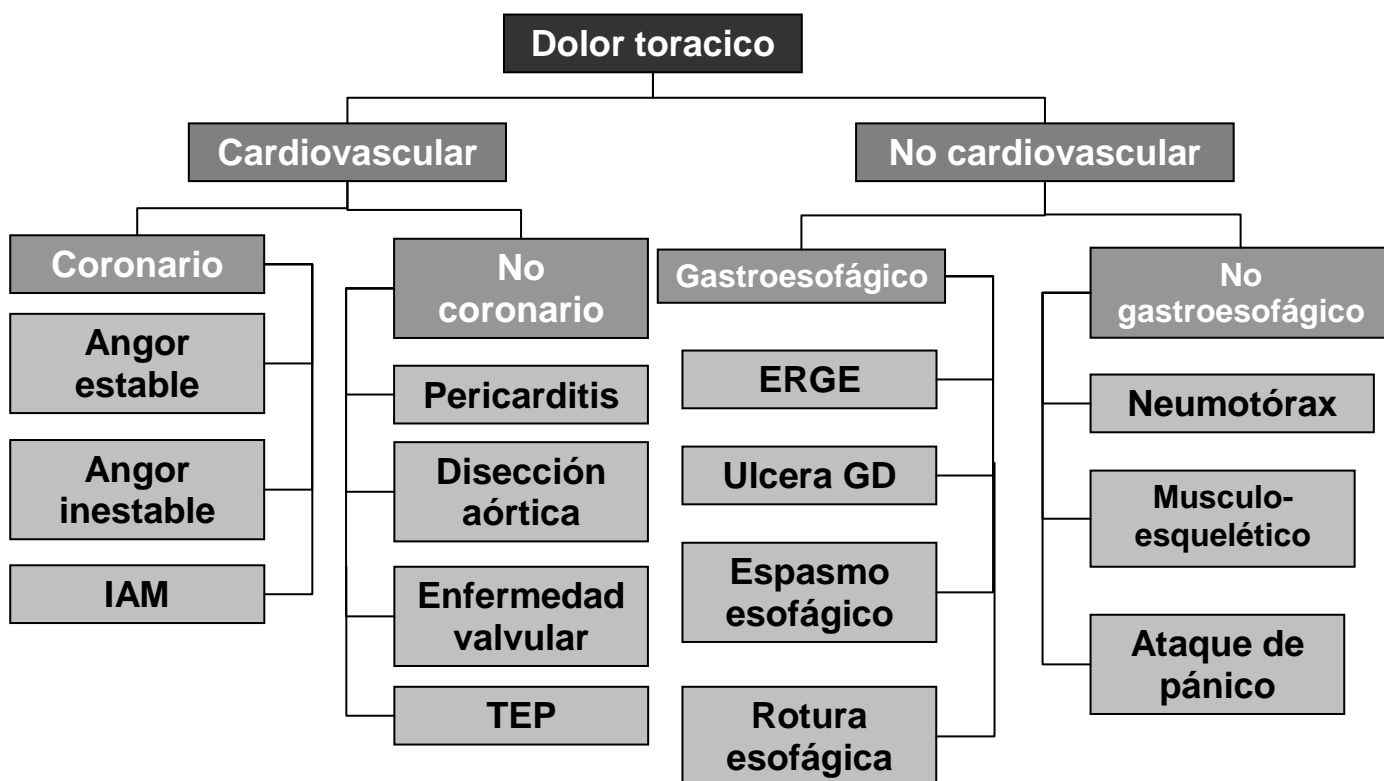 Dolor toracico
Cardiovascular
No cardiovascular
Coronario
Angor
estable
Angor
inestable
IAM
No
coronario
Pericarditis
Disección
aórtica
Enfermedad
valvular
TEP
Gastroesofágico
ERGE
Ulcera GD
Espasmo
esofágico
Rotura
esofágica
No
gastroesofágico
Neumotórax
Musculo-
esquelético
Ataque de
pánico